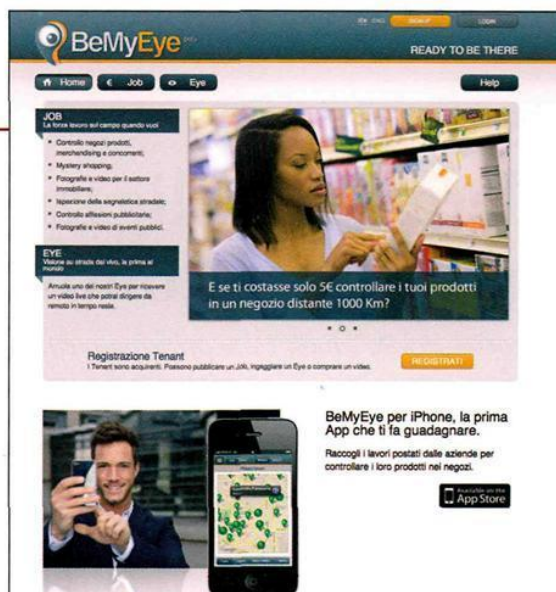 BeMyEye
ITA ENG SIGN UP LOGIN
READY TO BE THERE
Home € Job Eye Help
JOB
La forza lavoro sul campo quando vuoi
Controllo negozi prodotti,
merchandising e concorrenti;
Mystery shopping;
Fotografie e video per il settore
immobiliare;
Ispezione della segnaletica stradale;
Controllo affissioni pubblicitarie;
Fotografie e video di eventi pubblici.
EYE
Visione su strada dal vivo, la prima al
mondo
Arruola uno dei nostri Eye per ricevere
un video live che potrai dirigere da
remoto in tempo reale.
E se ti costasse solo 5€ controllare i tuoi prodotti
in un negozio distante 1000 Km?
Registrazione Tenant
I Tenant sono acquirenti. Possono pubblicare un Job, ingaggiare un Eye o comprare un video.
REGISTRATI
BeMyEye per iPhone, la prima
App che ti fa guadagnare.
Raccogli i lavori postati dalle aziende per
controllare i loro prodotti nei negozi.
Available on the
App Store